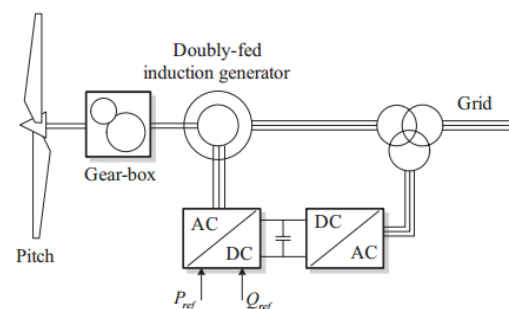 Doubly-fed
induction generator
Grid
Gear-box
Pitch
AC
DC
DC
AC
Pref
Qref